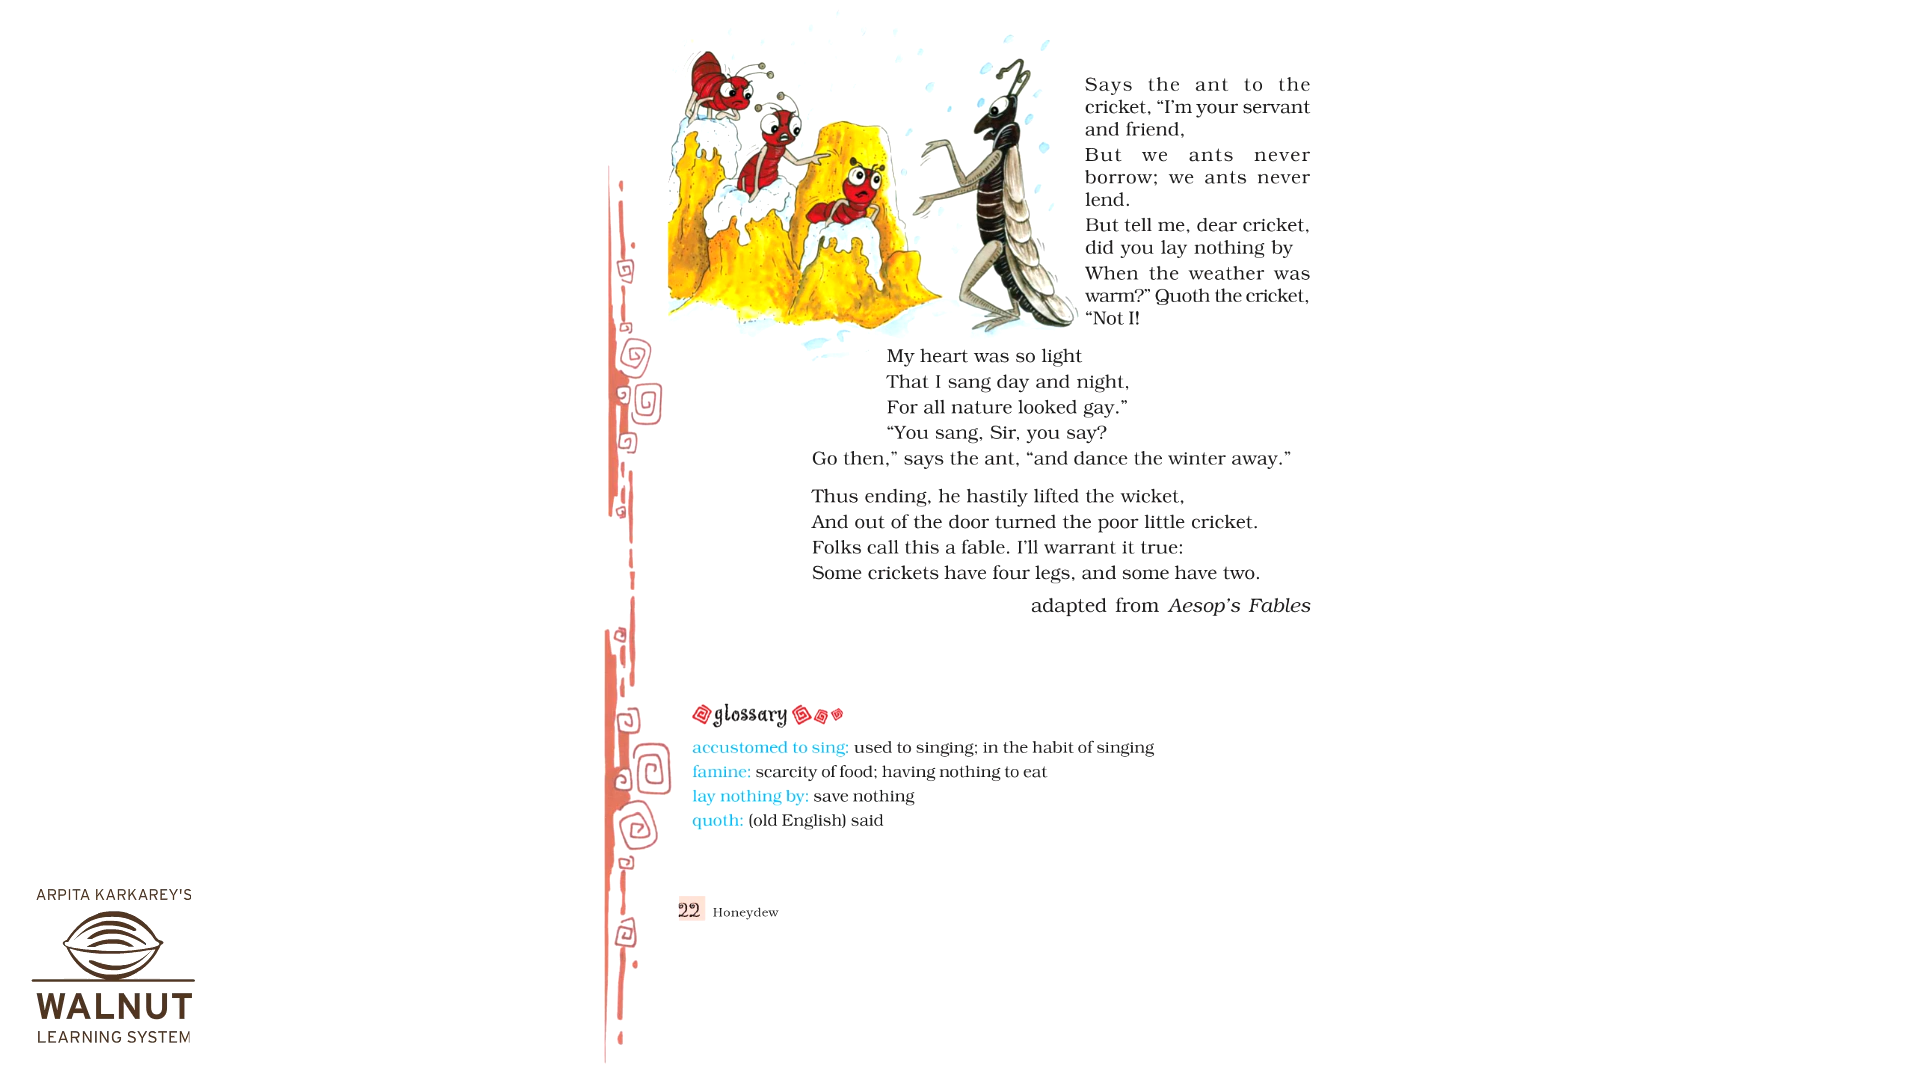 Says the ant to the
cricket, “I’m your servant
and friend,
But we ants never
borrow; we ants never
lend.
But tell me, dear cricket,
did you lay nothing by
When the weather was
warm?” Quoth the cricket,
“Not I!
My heart was so light
That I sang day and night,
For all nature looked gay.”
“You sang, Sir, you say?
Go then,” says the ant, “and dance the winter away.”
Thus ending, he hastily lifted the wicket,
And out of the door turned the poor little cricket.
Folks call this a fable. I’ll warrant it true:
Some crickets have four legs, and some have two.
adapted from Aesop’s Fables
glossary
accustomed to sing: used to singing; in the habit of singing
famine: scarcity of food; having nothing to eat
lay nothing by: save nothing
quoth: (old English) said
22 Honeydew
ARPITA KARKAREY'S
WALNUT
LEARNING SYSTEM